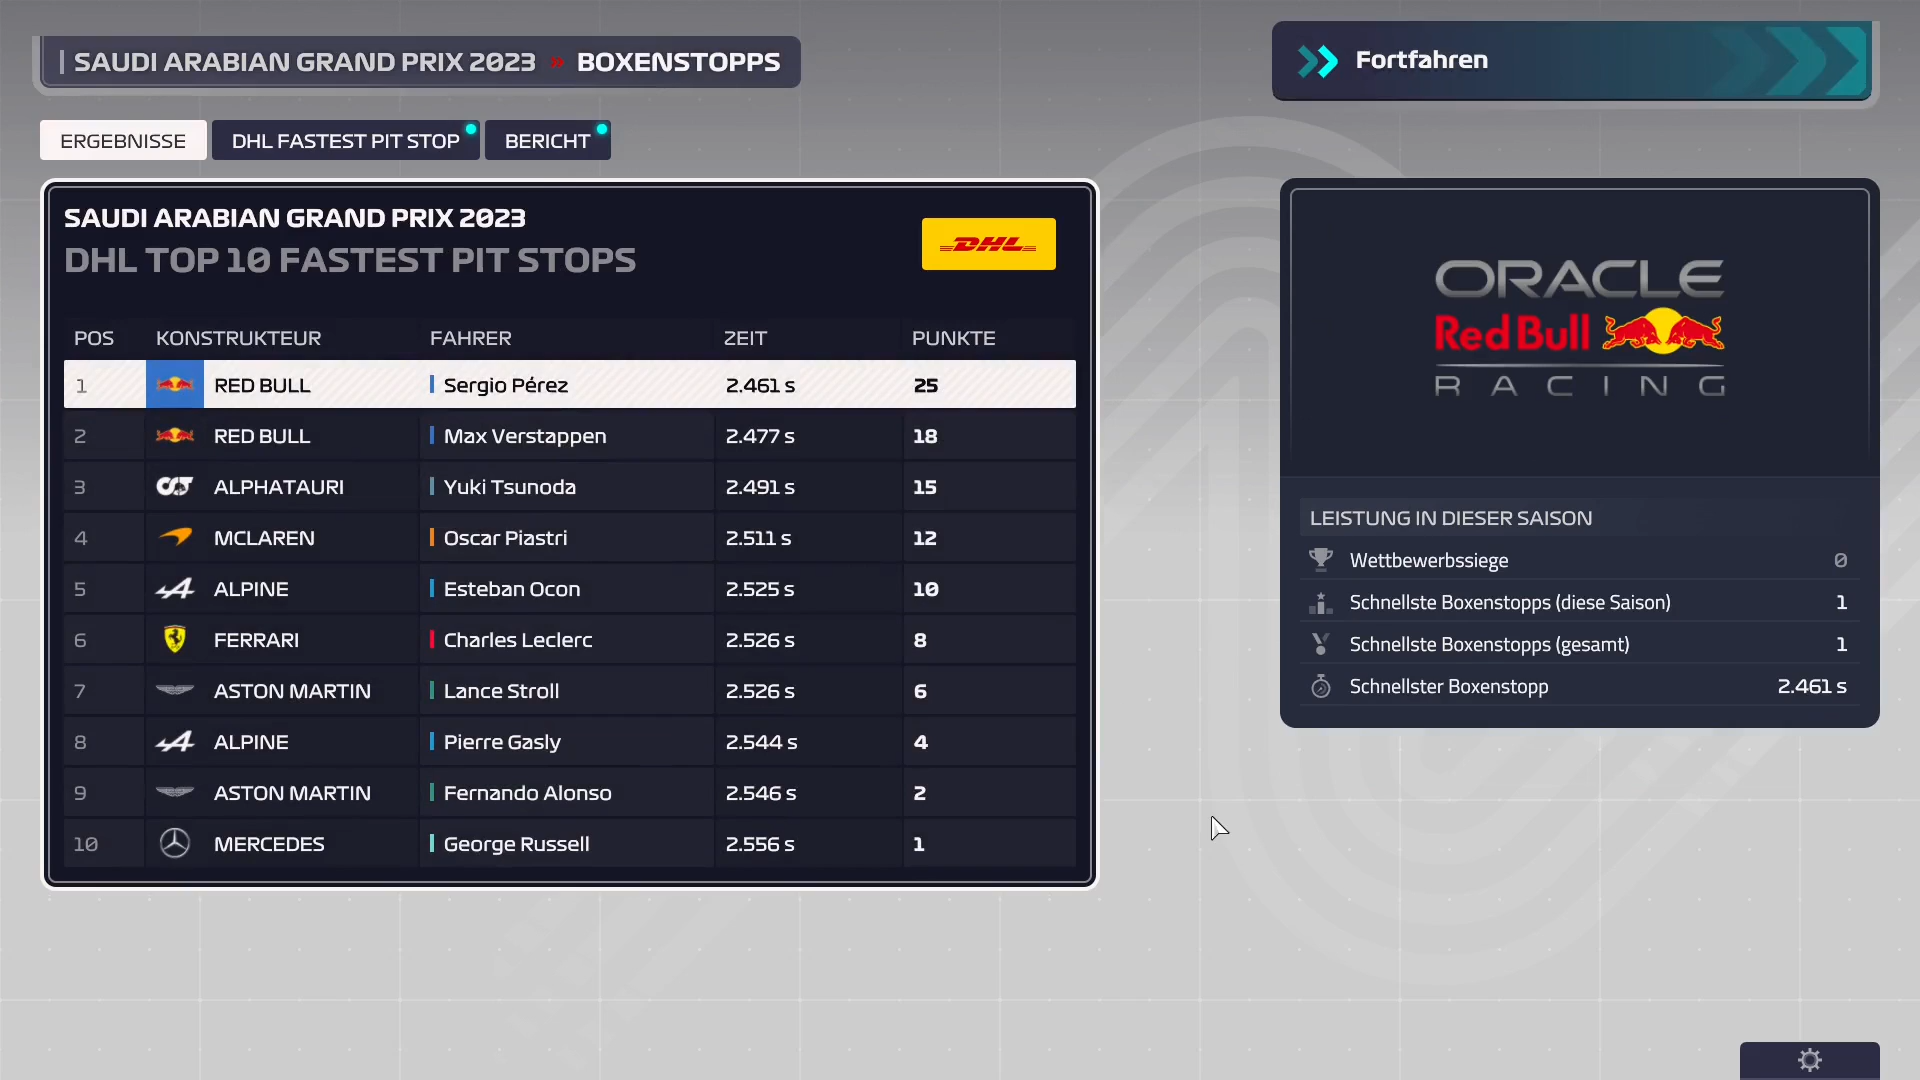 SAUDI ARABIAN GRAND PRIX 2023 » BOXENSTOPPS
Fortfahren
ERGEBNISSE
DHL FASTEST PIT STOP
BERICHT
SAUDI ARABIAN GRAND PRIX 2023
DHL TOP 10 FASTEST PIT STOPS
DHL
POS KONSTRUKTEUR FAHRER ZEIT PUNKTE
1 RED BULL Sergio Pérez 2.461 s 25
2 RED BULL Max Verstappen 2.477 s 18
3 ALPHATAURI Yuki Tsunoda 2.491 s 15
4 MCLAREN Oscar Piastri 2.511 s 12
5 ALPINE Esteban Ocon 2.525 s 10
6 FERRARI Charles Leclerc 2.526 s 8
7 ASTON MARTIN Lance Stroll 2.526 s 6
8 ALPINE Pierre Gasly 2.544 s 4
9 ASTON MARTIN Fernando Alonso 2.546 s 2
10 MERCEDES George Russell 2.556 s 1
ORACLE
Red Bull
RACING
LEISTUNG IN DIESER SAISON
Wettbewerbssiege 0
Schnellste Boxenstopps (diese Saison) 1
Schnellste Boxenstopps (gesamt) 1
Schnellster Boxenstopp 2.461 s